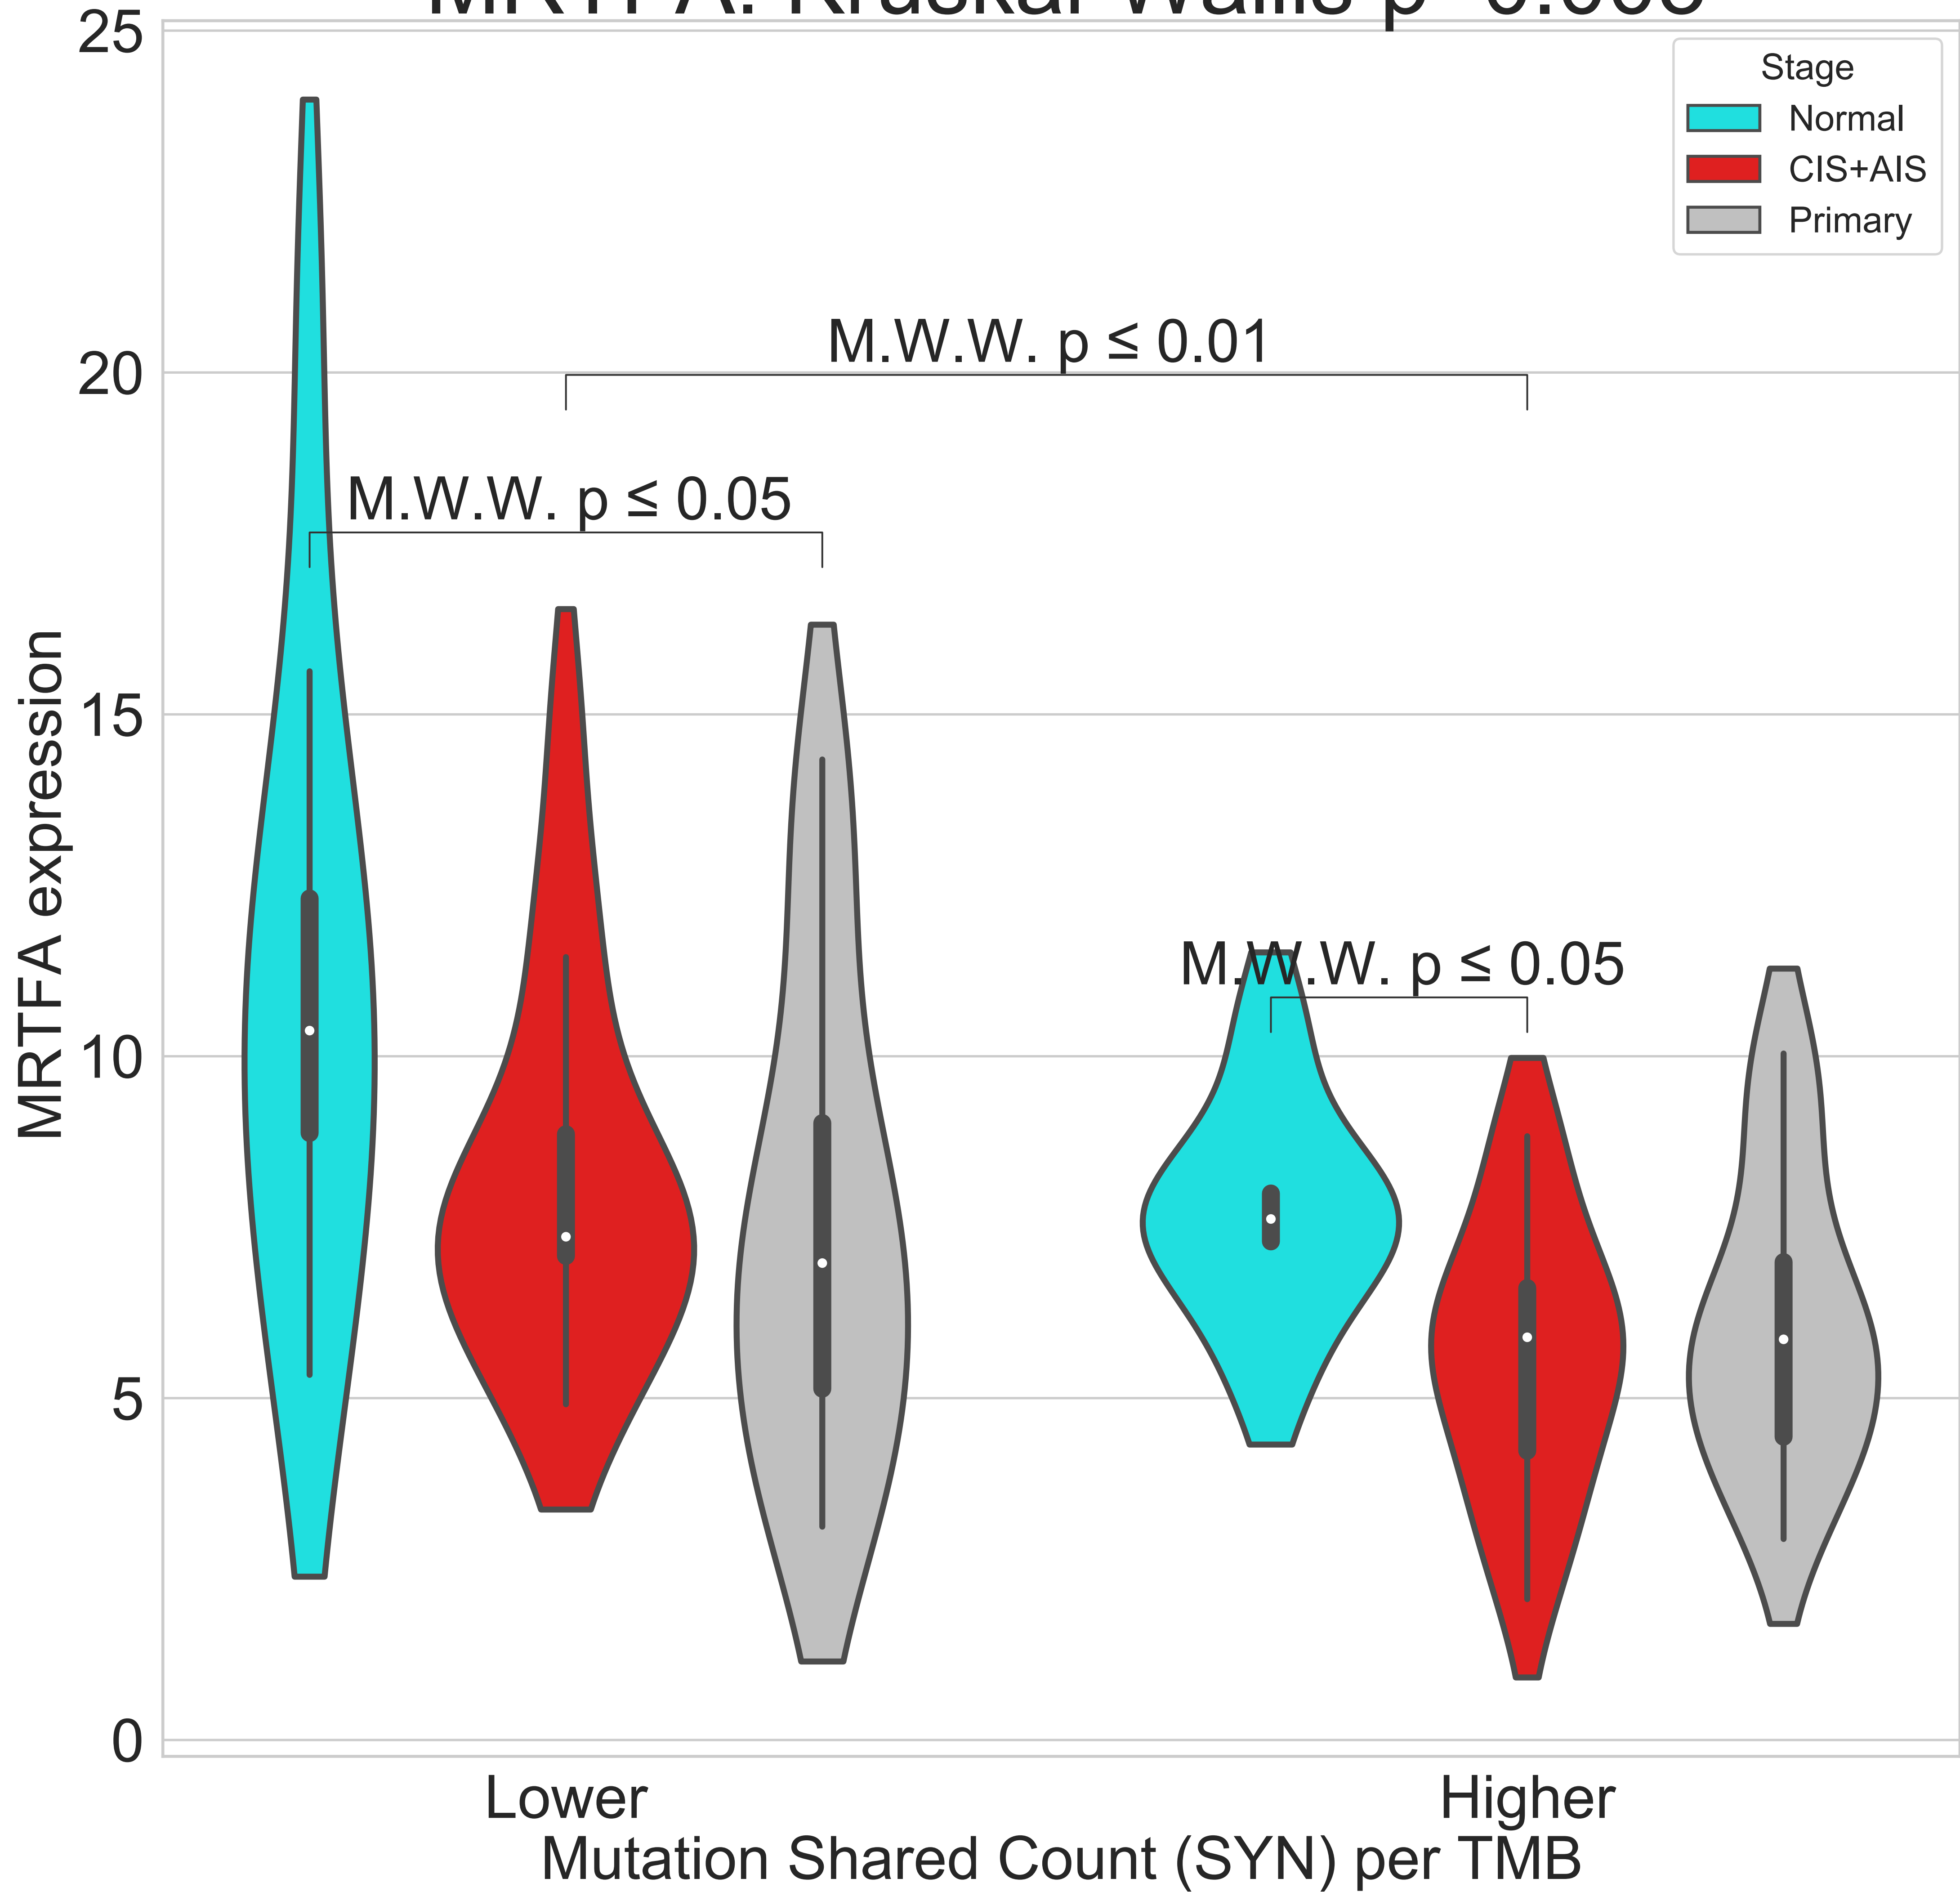 25
Stage
Normal
CIS+AIS
Primary
M.W.W. p ≤ 0.01
20
M.W.W. p ≤ 0.05
15
MRTFA expression
M.W.W. p ≤ 0.05
10
5
0
Lower
Higher
Mutation Shared Count (SYN) per TMB